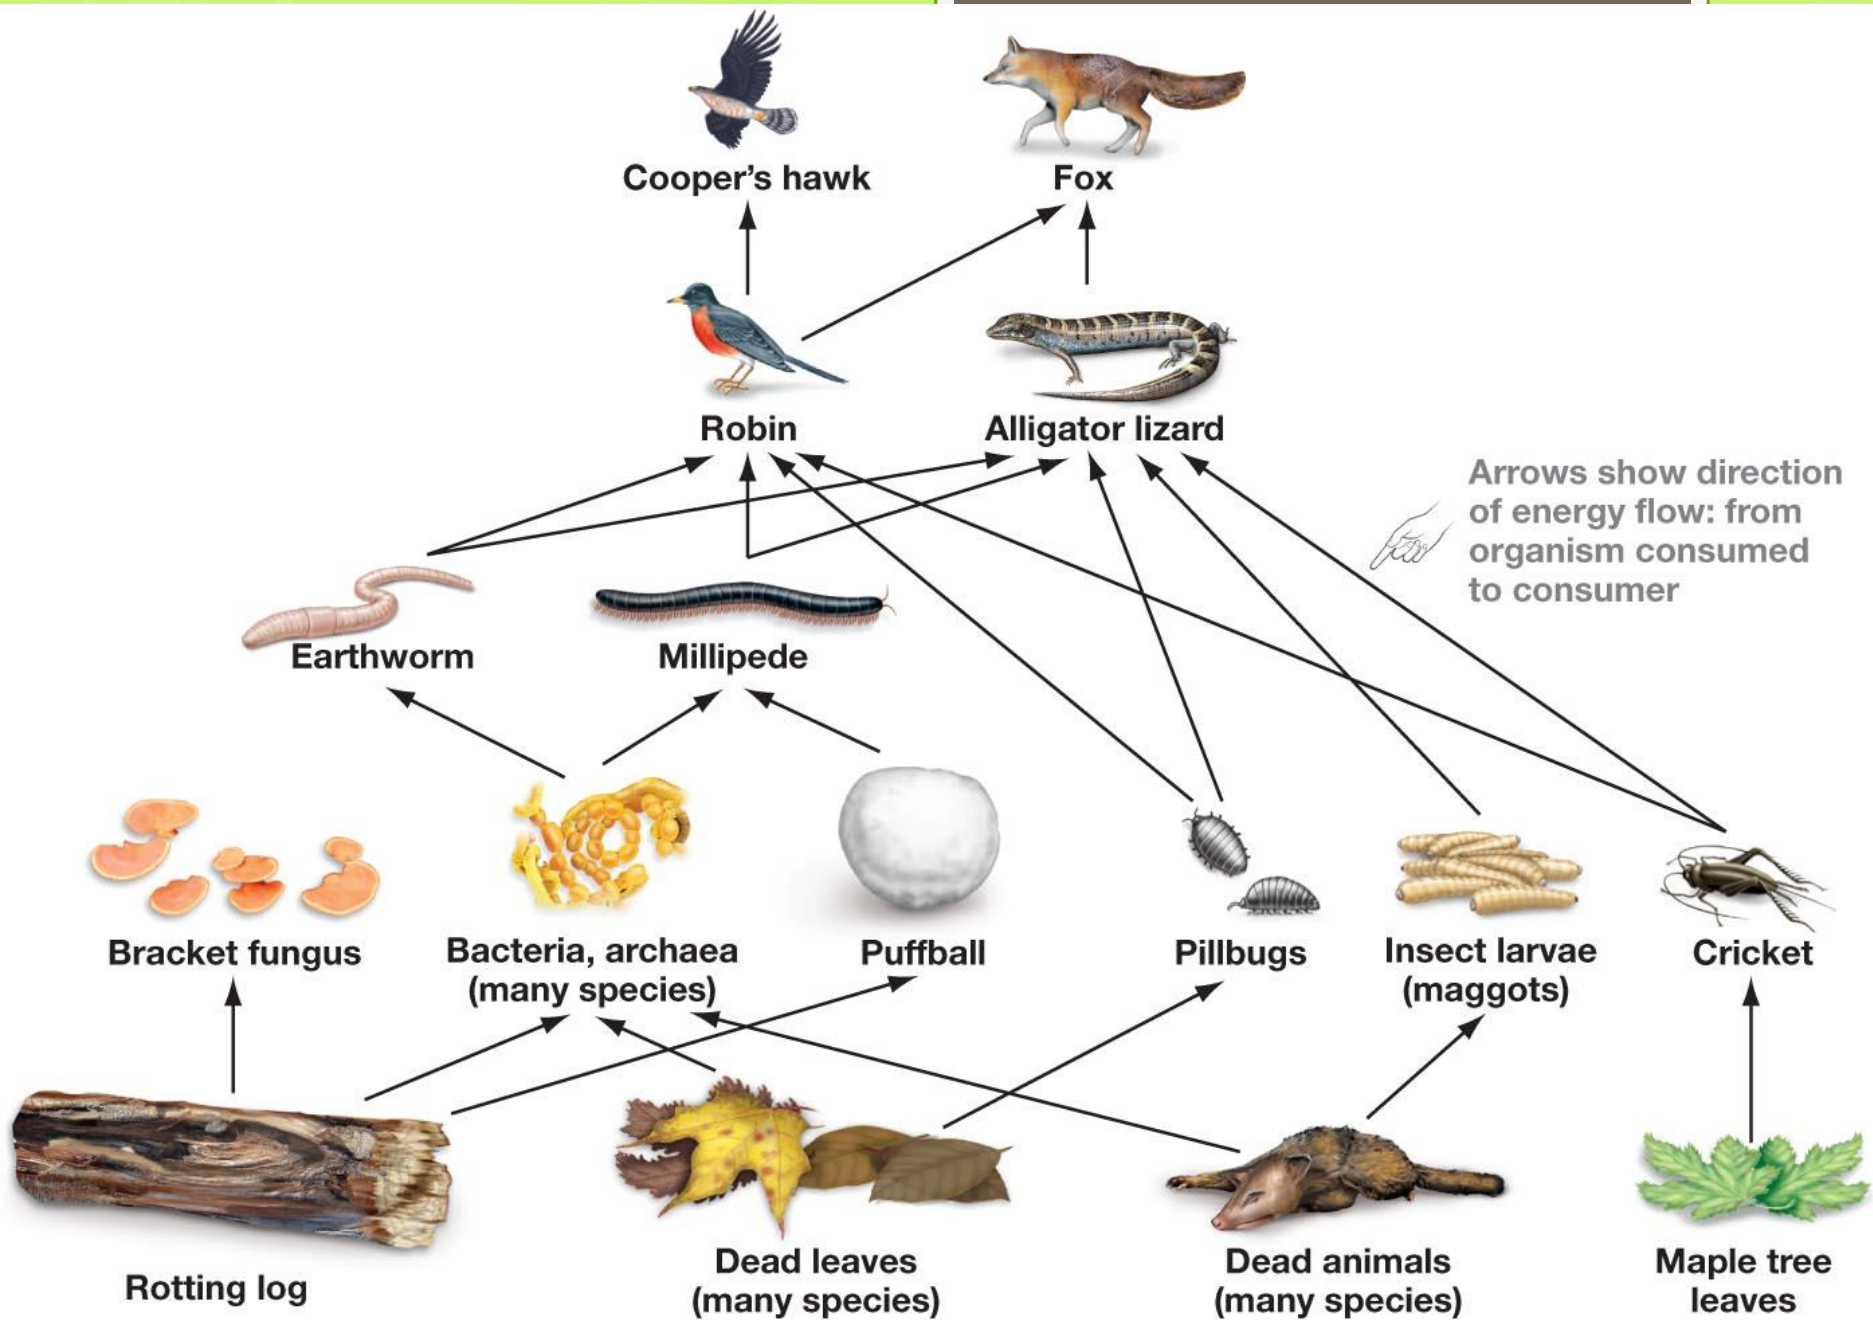 Cooper's hawk
Fox
Robin
Alligator lizard
Arrows show direction
of energy flow: from
organism consumed
to consumer
Earthworm
Millipede
Bracket fungus
Bacteria, archaea
(many species)
Puffball
Pillbugs
Insect larvae
(maggots)
Cricket
Rotting log
Dead leaves
(many species)
Dead animals
(many species)
Maple tree
leaves